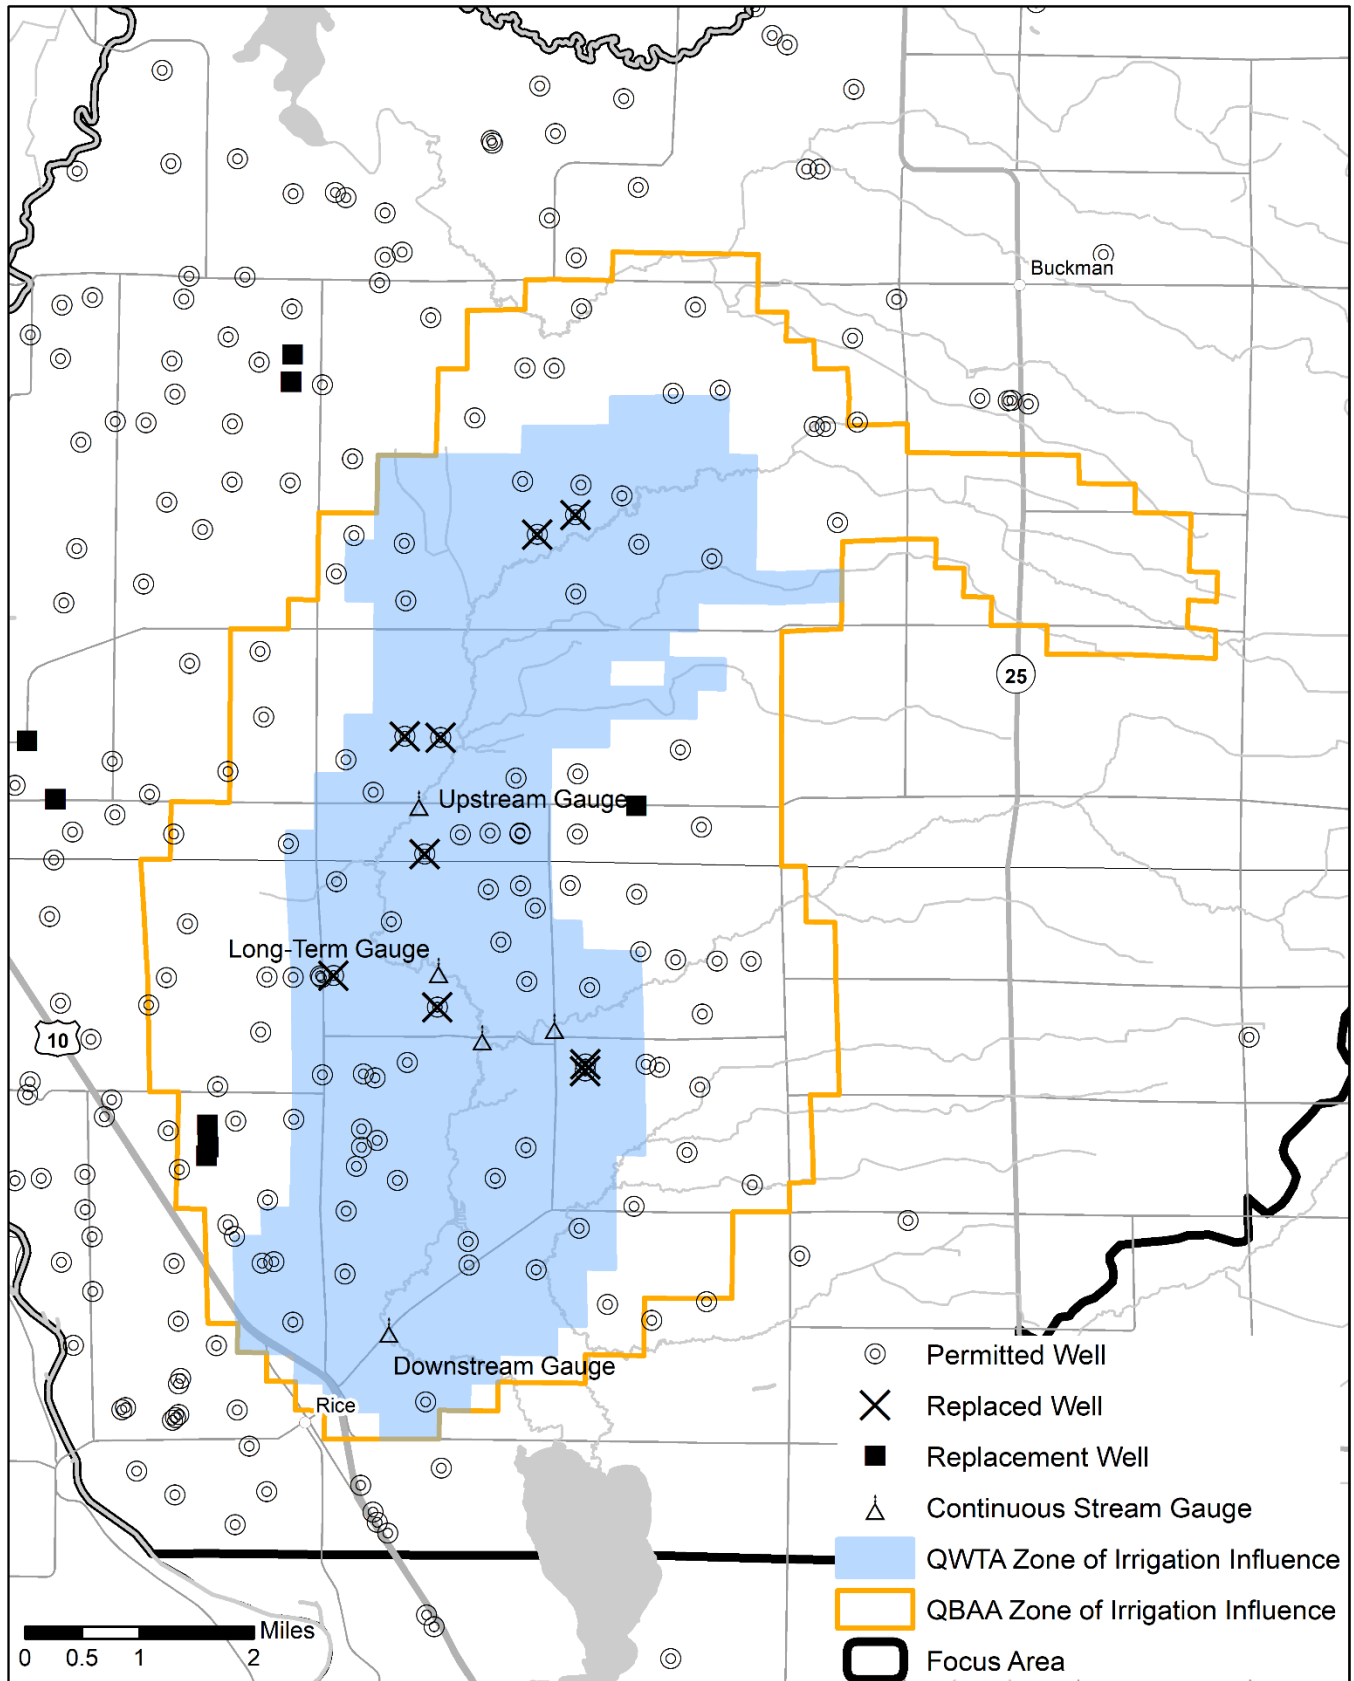 Buckman
25
Upstream Gauge
Long-Term Gauge
10
Downstream Gauge
Rice
Permitted Well
Replaced Well
Replacement Well
Continuous Stream Gauge
QWTA Zone of Irrigation Influence
QBAA Zone of Irrigation Influence
Focus Area
Miles
0 0.5 1 2